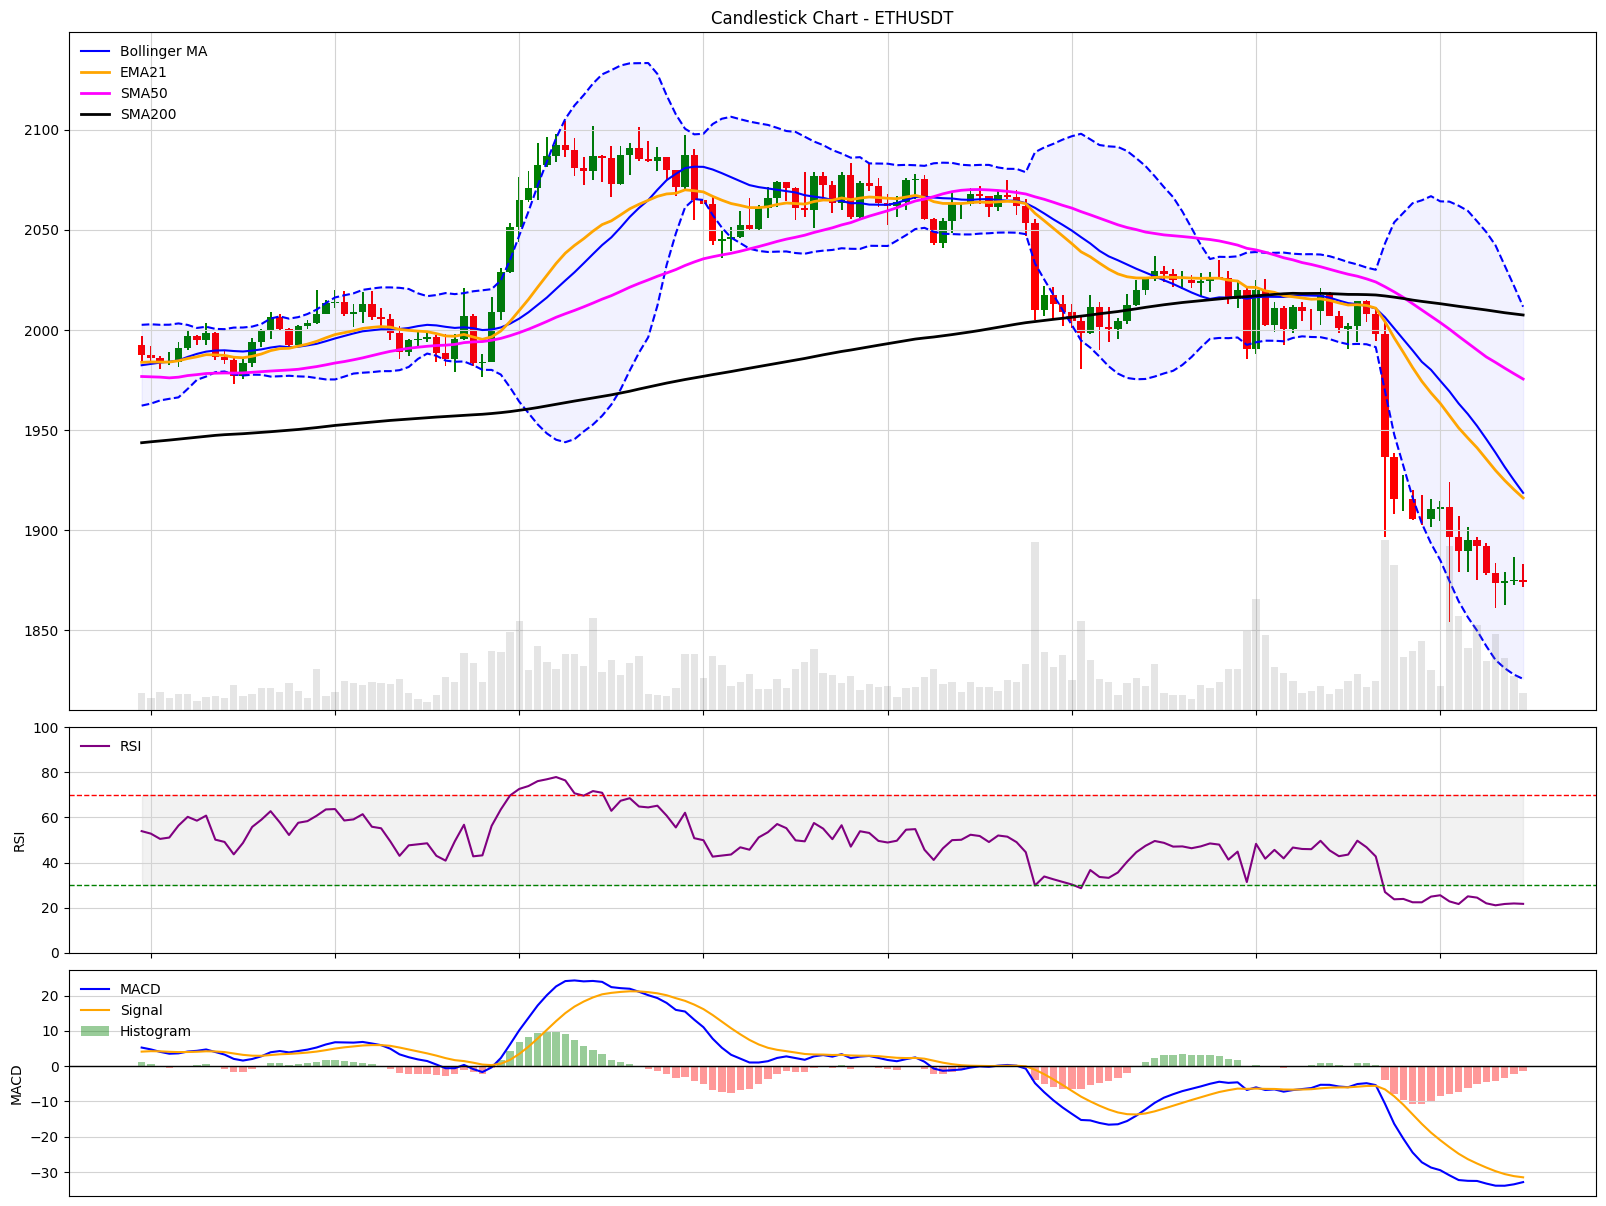 Candlestick Chart - ETHUSDT
Bollinger MA
EMA21
SMA50
SMA200
2100
2050
2000
1950
1900
1850
100
80
60
40
20
0
RSI
RSI
20
10
0
−10
−20
−30
MACD
MACD
Signal
Histogram